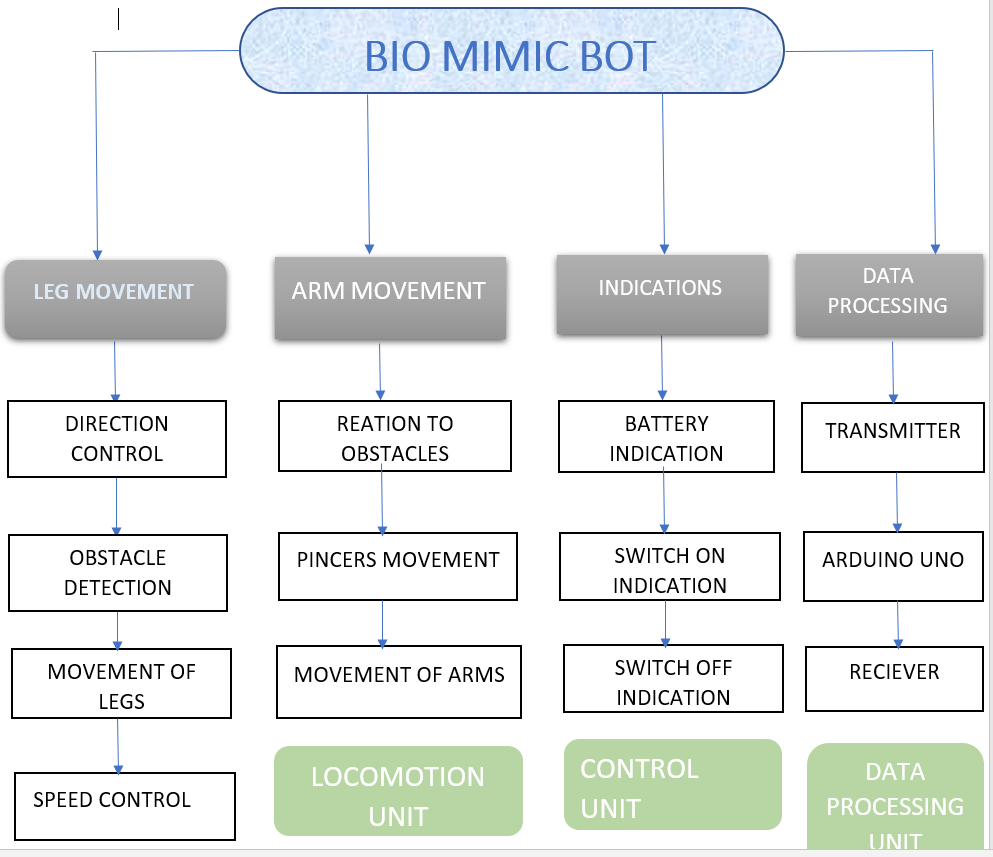 BIO MIMIC BOT
LEG MOVEMENT
DIRECTION
CONTROL
OBSTACLE
DETECTION
MOVEMENT OF
LEGS
SPEED CONTROL
ARM MOVEMENT
REATION TO
OBSTACLES
PINCERS MOVEMENT
MOVEMENT OF ARMS
LOCOMOTION
UNIT
INDICATIONS
BATTERY
INDICATION
SWITCH ON
INDICATION
SWITCH OFF
INDICATION
CONTROL
UNIT
DATA
PROCESSING
TRANSMITTER
ARDUINO UNO
RECIEVER
DATA
PROCESSING
UNIT